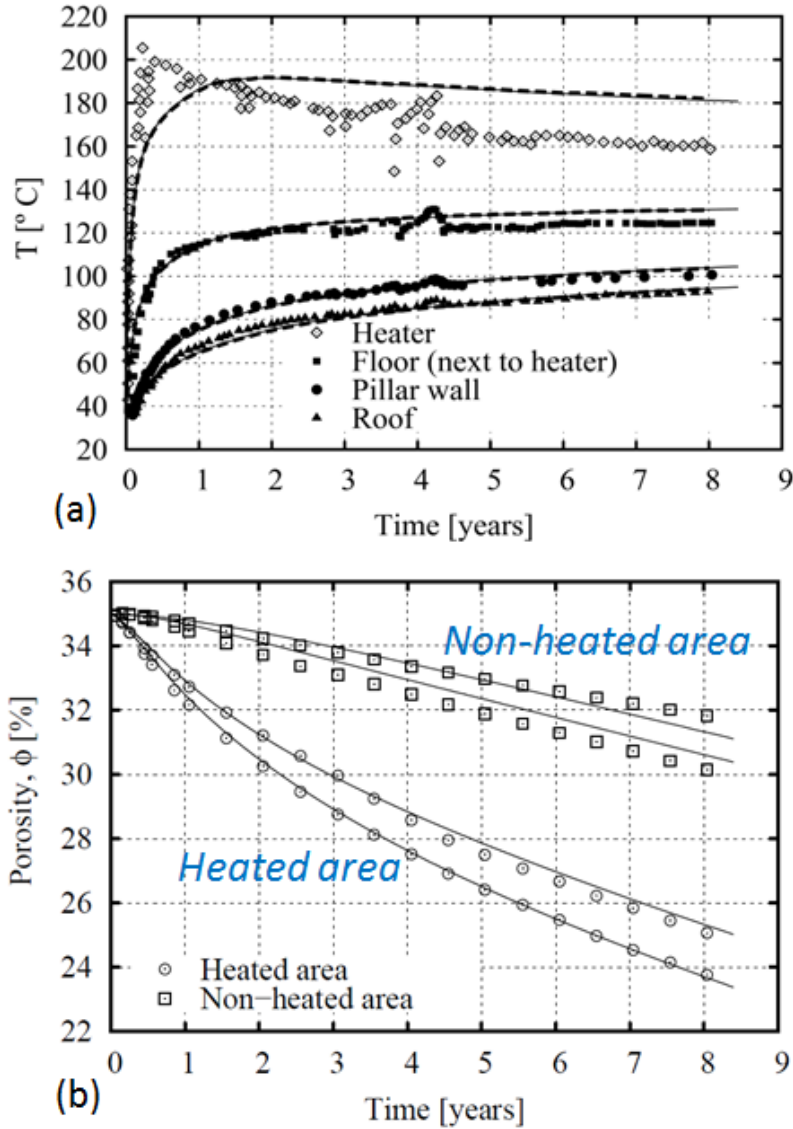 220
200
180
160
140
120
100
80
60
40
20
T [º C]
Heater
Floor (next to heater)
Pillar wall
Roof
0 1 2 3 4 5 6 7 8 9
(a)
Time [years]
36
34
32
30
28
26
24
22
Porosity, ϕ [%]
Non-heated area
Heated area
Heated area
Non−heated area
0 1 2 3 4 5 6 7 8 9
(b)
Time [years]